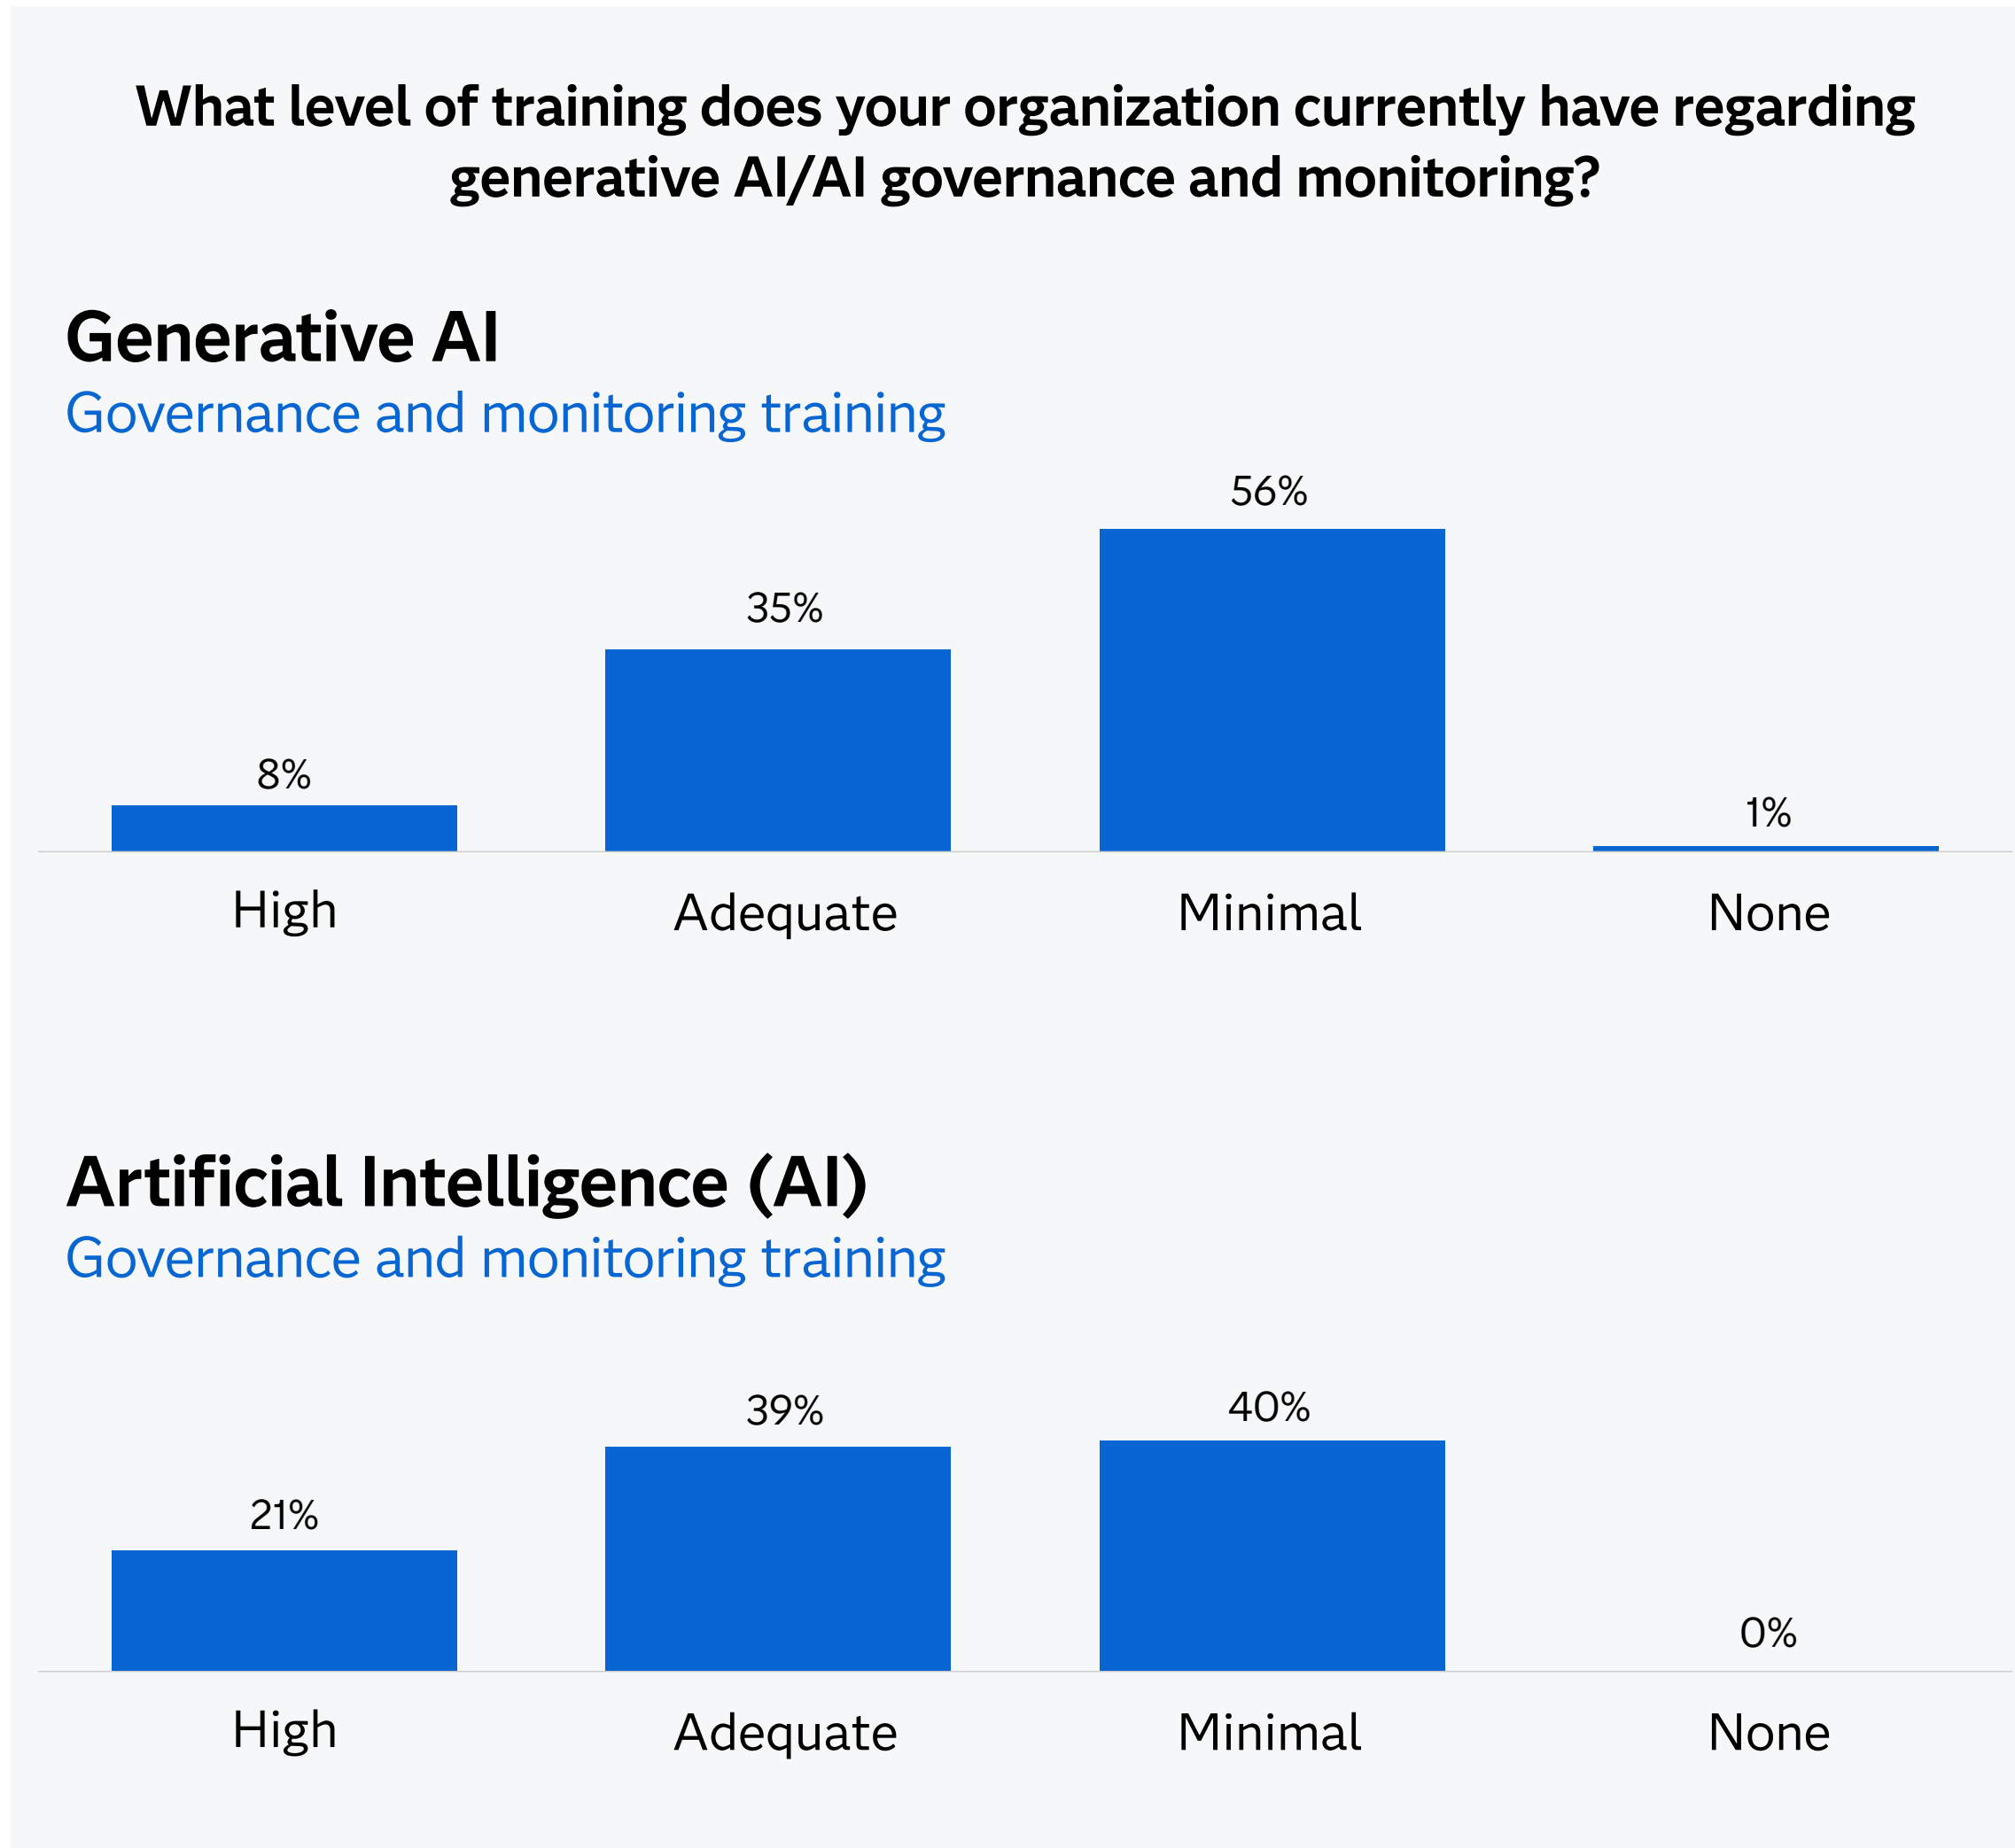 What level of training does your organization currently have regarding
generative AI/AI governance and monitoring?
Generative AI
Governance and monitoring training
8%
35%
56%
1%
High
Adequate
Minimal
None
Artificial Intelligence (AI)
Governance and monitoring training
21%
39%
40%
0%
High
Adequate
Minimal
None